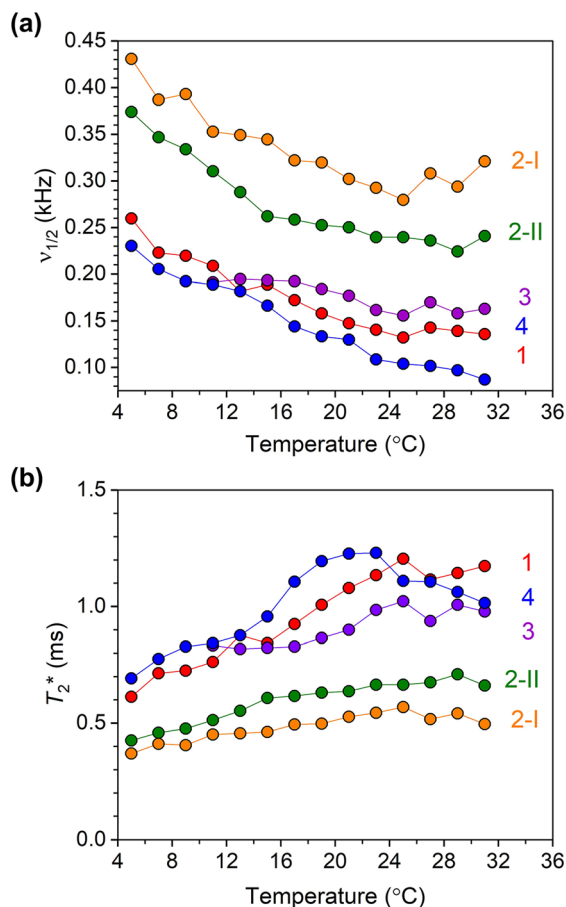 (a)
0.45
0.40
0.35
0.30
0.25
0.20
0.15
0.10
ν1/2 (kHz)
2-I
2-II
3
4
1
4 8 12 16 20 24 28 32 36
Temperature (°C)
(b)
1.5
1.0
0.5
0.0
T2* (ms)
1
4
3
2-II
2-I
4 8 12 16 20 24 28 32 36
Temperature (°C)